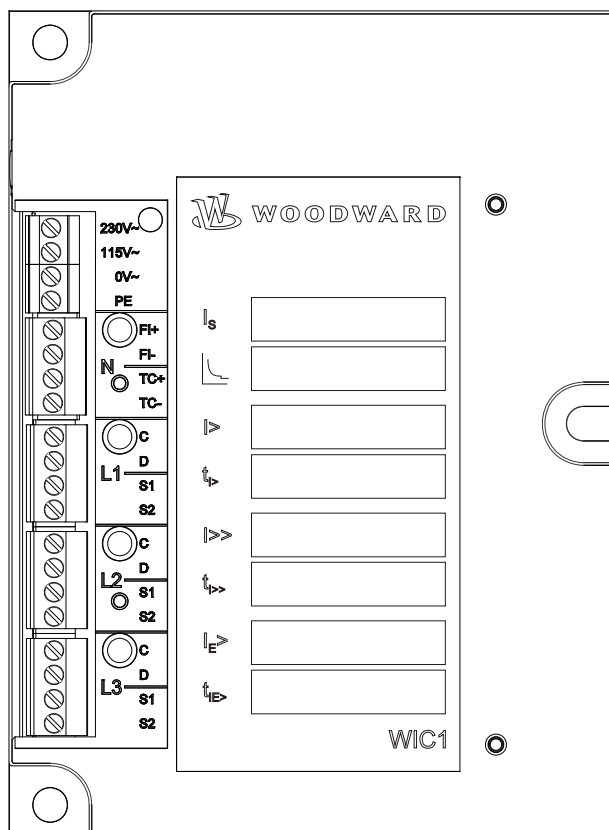 WOODWARD
230V~
115V~
0V~
PE
FI+
FI-
N
TC+
TC-
C
D
L1
S1
S2
C
D
L2
S1
S2
C
D
L3
S1
S2
IS
I>
tI>
I>>
tI>>
IE>
tIE>
WIC1